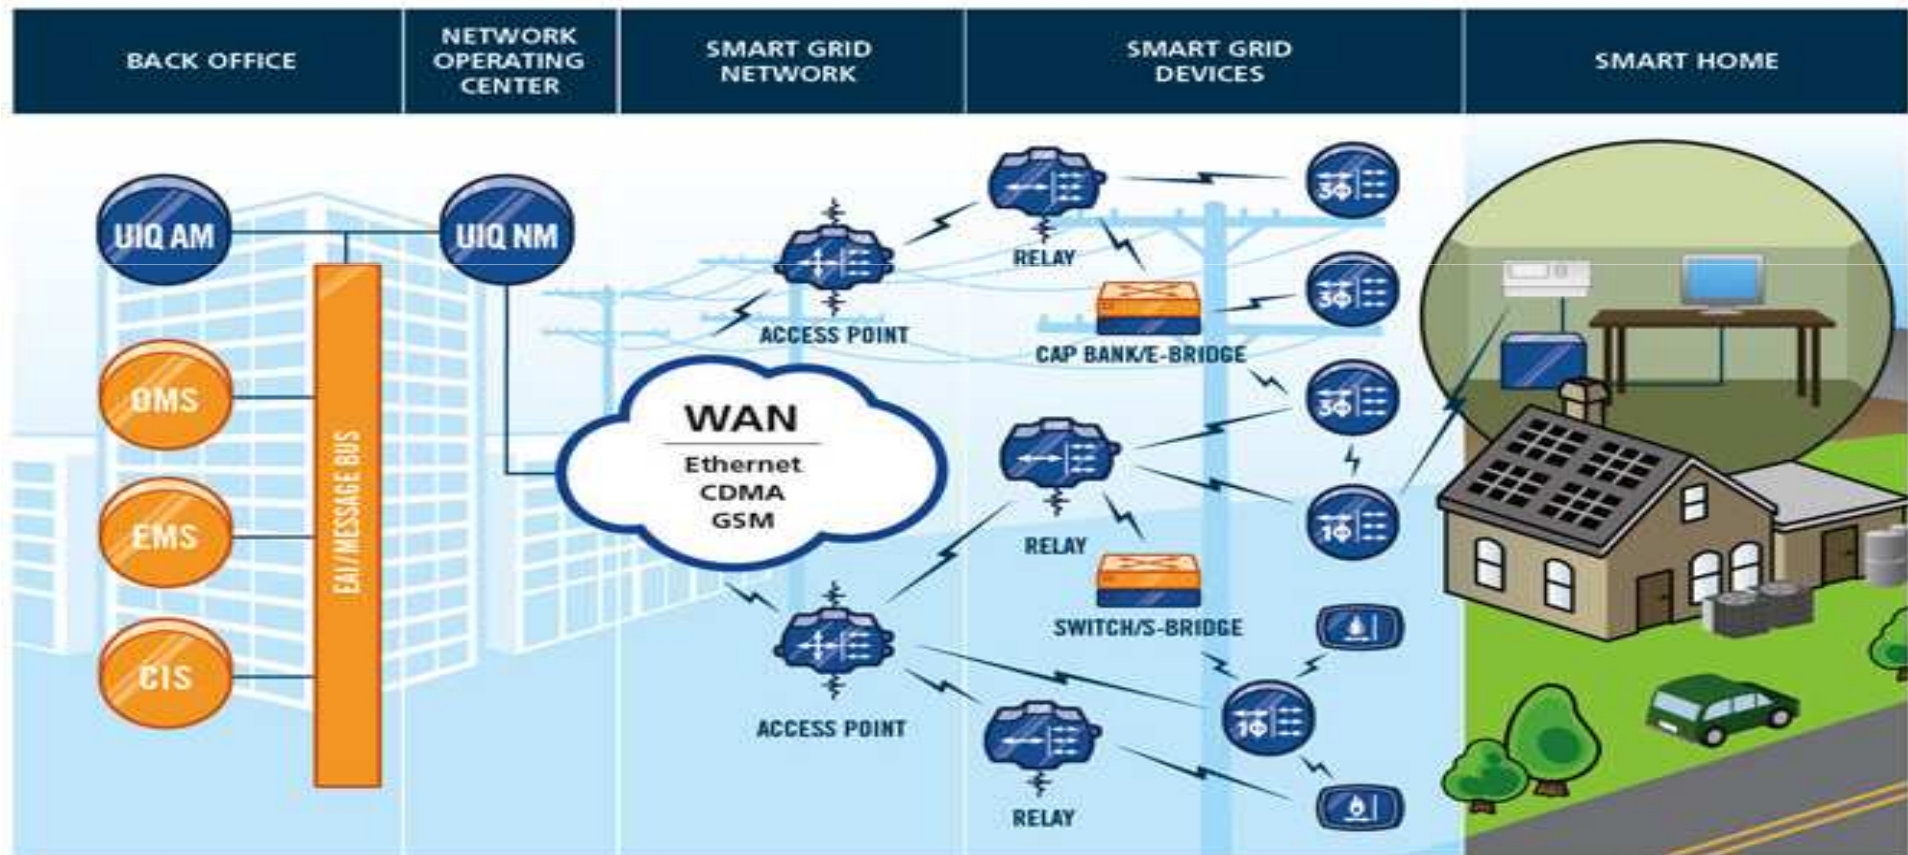 BACK OFFICE
NETWORK
OPERATING
CENTER
SMART GRID
NETWORK
SMART GRID
DEVICES
SMART HOME
UIQ AM
UIQ NM
OMS
EMS
CIS
EAI/MESSAGE BUS
ACCESS POINT
WAN
Ethernet
CDMA
GSM
ACCESS POINT
RELAY
CAP BANK/E-BRIDGE
RELAY
SWITCH/S-BRIDGE
RELAY
3Φ
3Φ
3Φ
1Φ
1Φ